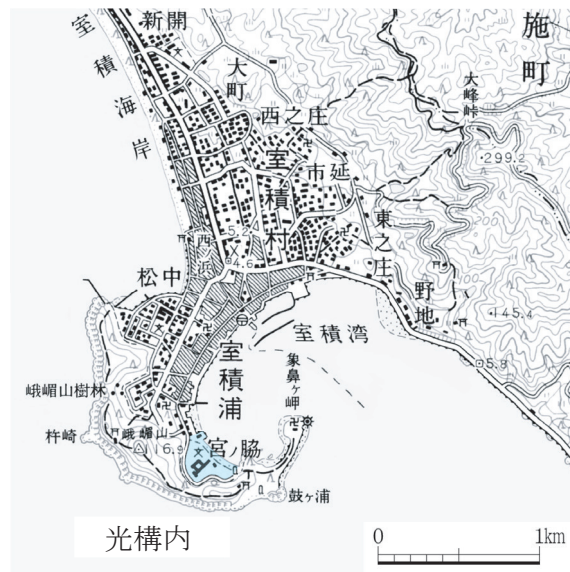 新開
施町
室積海岸
大町
大峰峠
西之庄
299.2
室積村
市延
東之庄
5.2
4.6
西浜
松中
野地
145.4
室積湾
5.8
象鼻ヶ岬
室積浦
峨嵋山樹林
杵崎
峨嵋山
116.9
宮ノ脇
鼓ヶ浦
光構内
0
1km